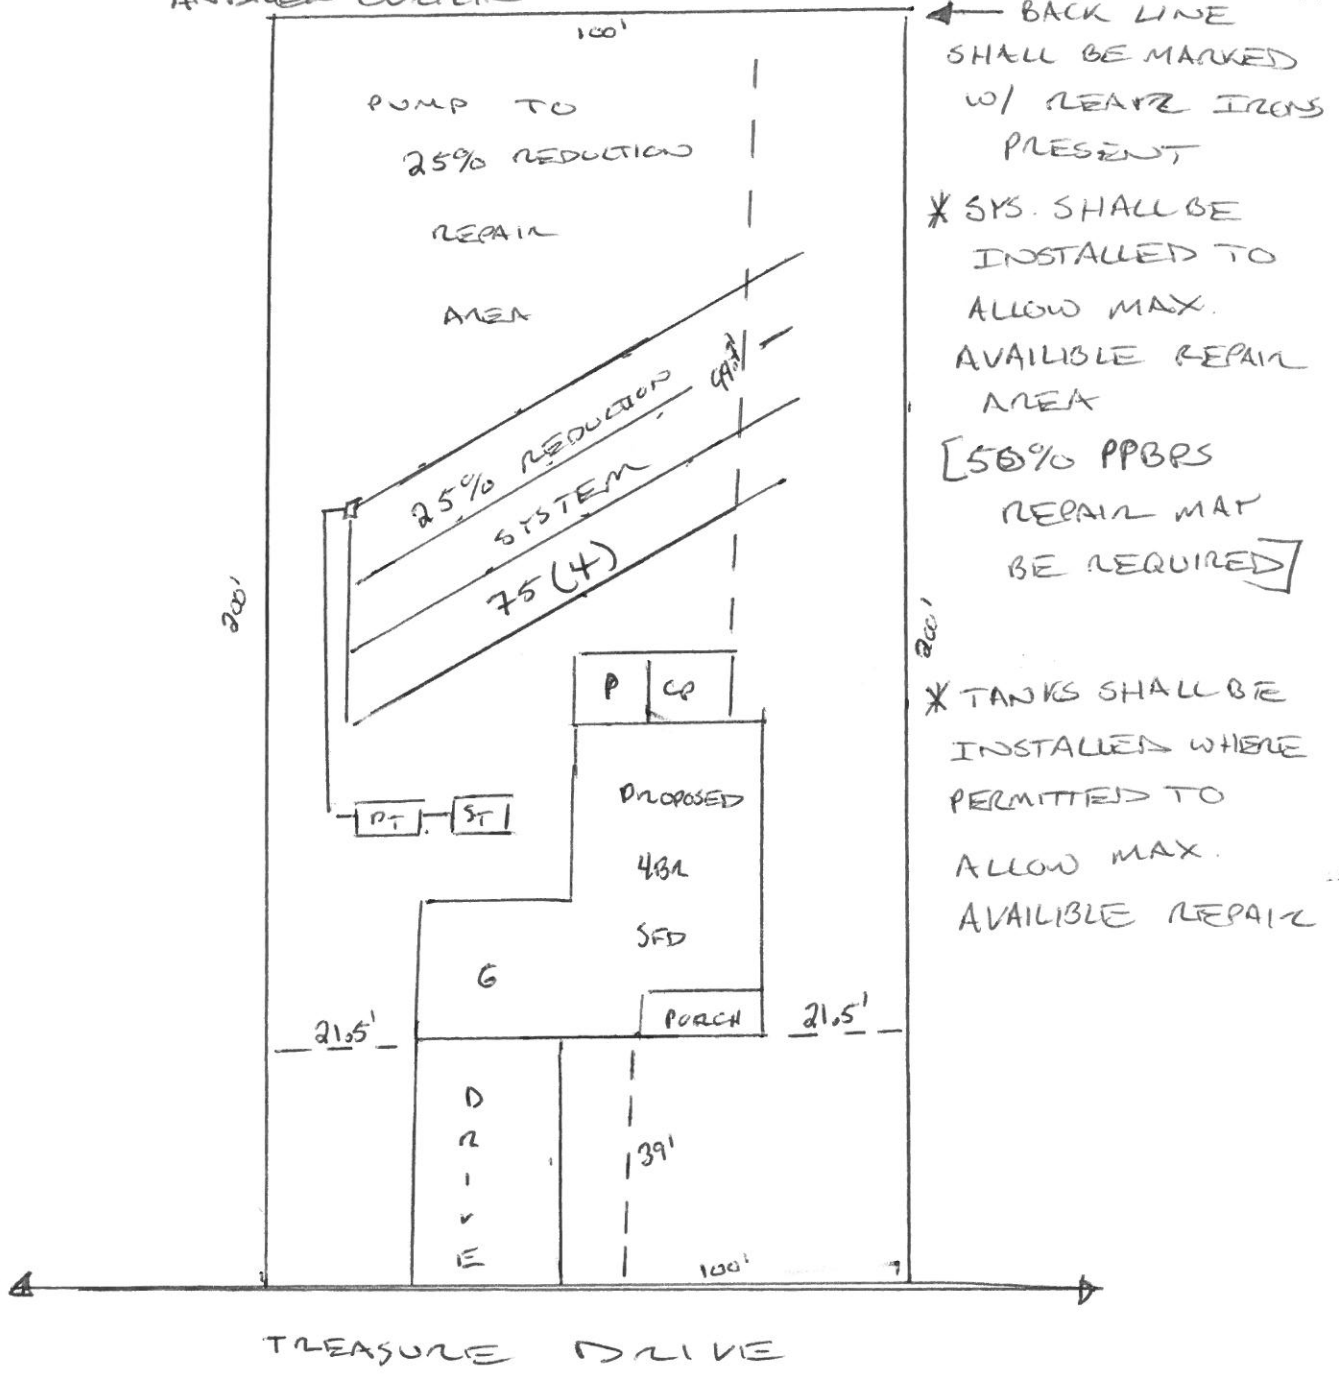 100'
PUMP TO
25% REDUCTION
REPAIR
AREA
BACK LINE
SHALL BE MARKED
W/
IRONS
PRESENT
* SYS. SHALL BE
INSTALLED TO
ALLOW MAX.
AVAILIBLE REPAIR
AREA
[50% PPBPS
REPAIR MAY
BE REQUIRED]
* TANKS SHALL BE
INSTALLED WHERE
PERMITTED TO
ALLOW MAX.
AVAILIBLE REPAIR
25% REDUCTION
SYSTEM
75 (4)
200'
200'
P
CP
PT
ST
PROPOSED
4BR
SFD
G
PORCH
21.5'
21.5'
DRIVE
39'
100'
TREASURE DRIVE